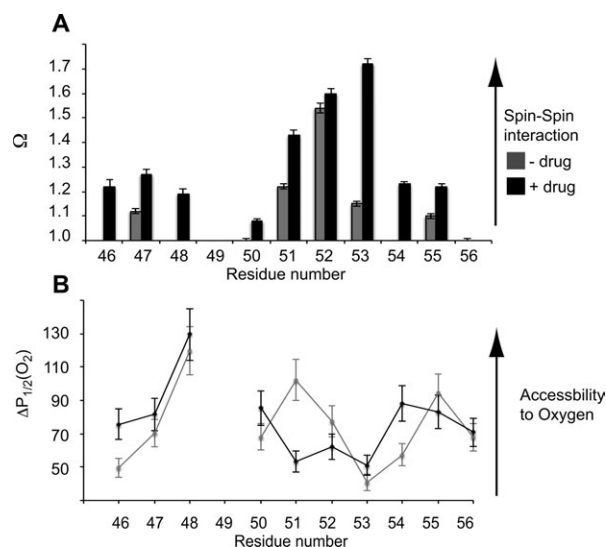 A
Ω
1.7
1.6
1.5
1.4
1.3
1.2
1.1
1.0
46 47 48 49 50 51 52 53 54 55 56
Residue number
Spin-Spin
interaction
- drug
+ drug
B
ΔP1/2(O2)
130
110
90
70
50
46 47 48 49 50 51 52 53 54 55 56
Residue number
Accessbility
to Oxygen